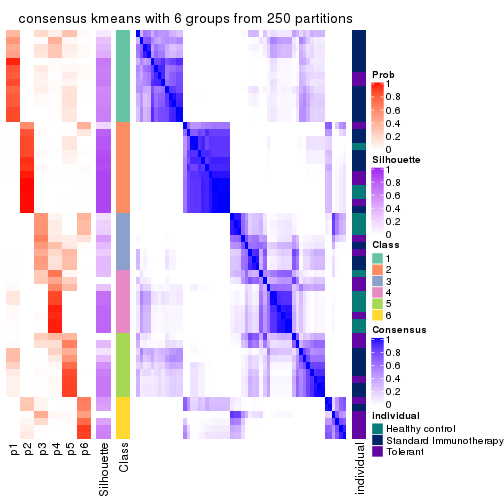 consensus kmeans with 6 groups from 250 partitions
Prob
1
0.8
0.6
0.4
0.2
0
Silhouette
1
0.8
0.6
0.4
0.2
0
Class
1
2
3
4
5
6
Consensus
1
0.8
0.6
0.4
0.2
0
individual
Healthy control
Standard Immunotherapy
Tolerant
p1
p2
p3
p4
p5
p6
Silhouette
Class
individual